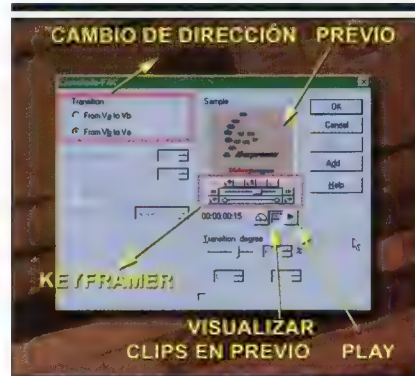 CAMBIO DE DIRECCIÓN PREVIO
Transition
From Va to Vb
From Vb to Va
Sample
OK
Cancel
Add
Help
00:00:00:15
Transition degree
%
KEYFRAMER
VISUALIZAR
CLIPS EN PREVIO PLAY